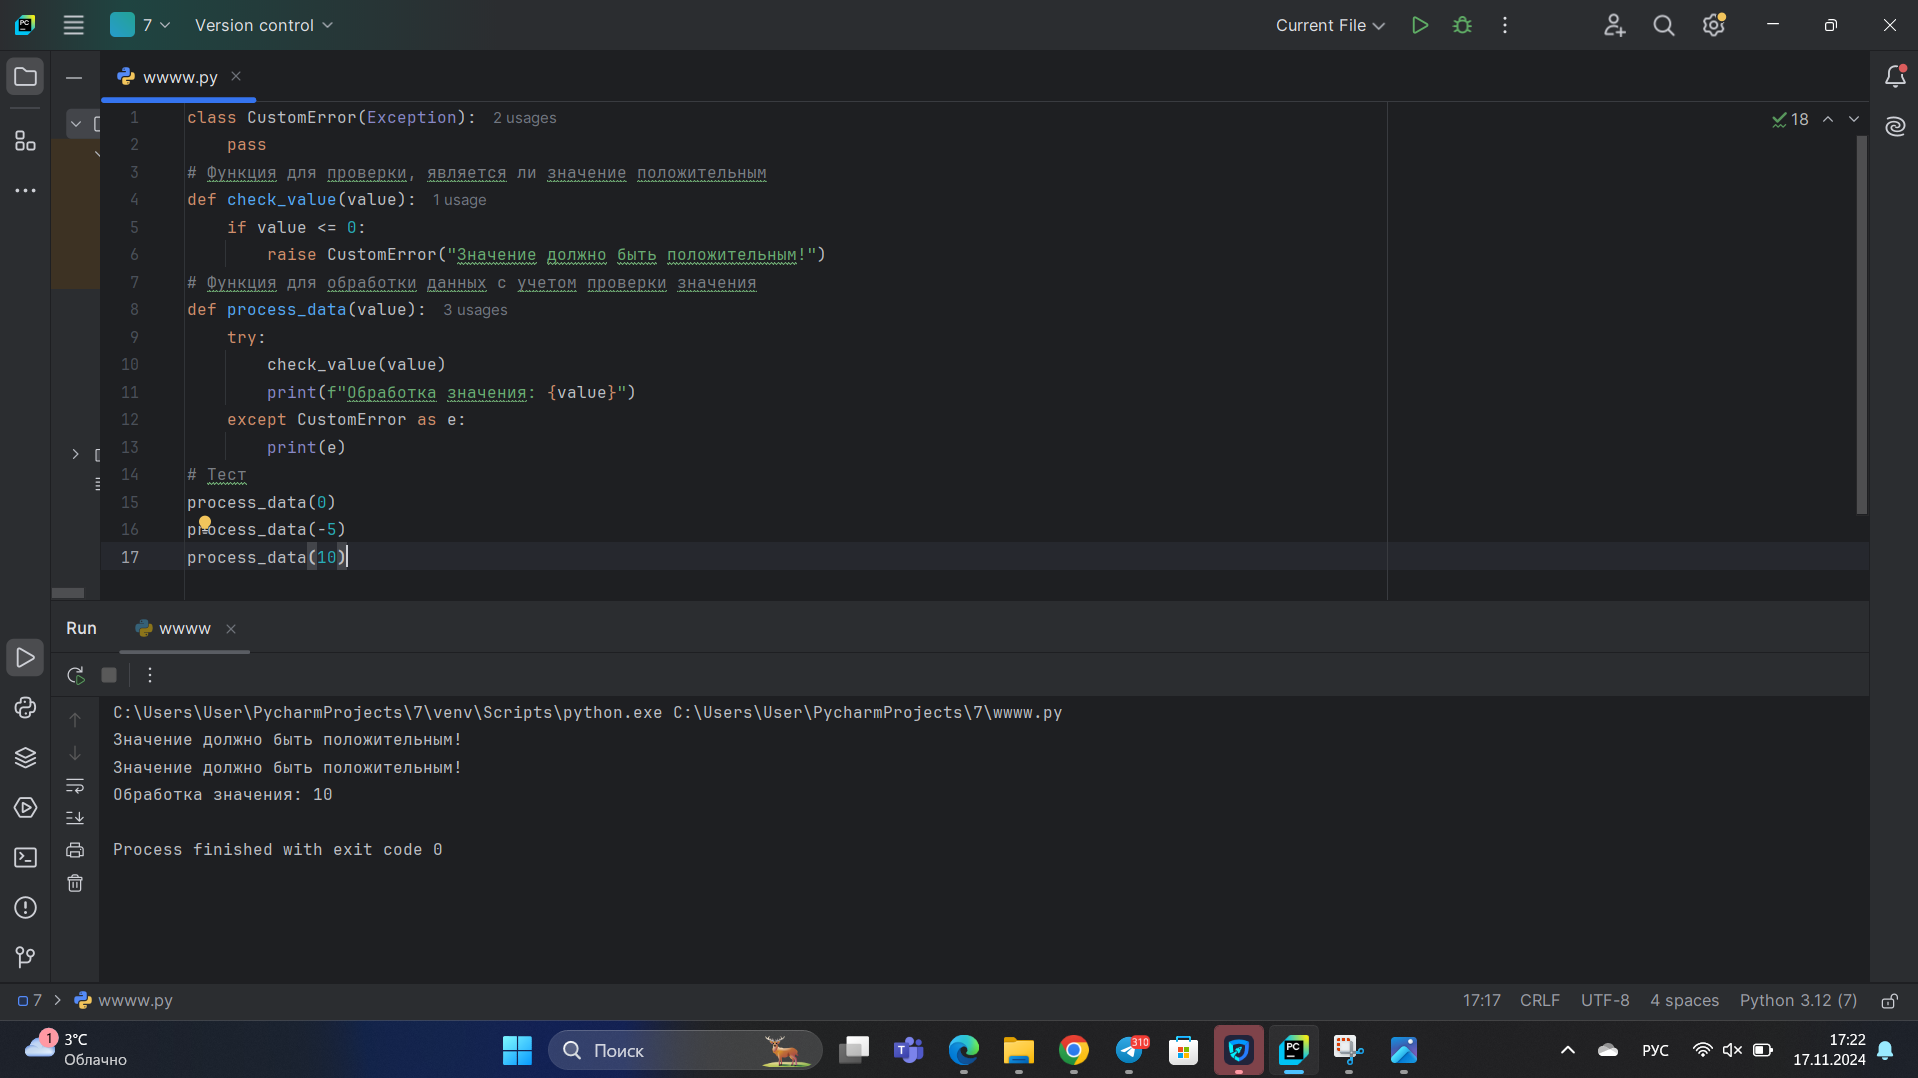 7 Version control Current File
wwww.py
1 class CustomError(Exception): 2 usages
2 pass
3 # Функция для проверки, является ли значение положительным
4 def check_value(value): 1 usage
5 if value <= 0:
6 raise CustomError("Значение должно быть положительным!")
7 # Функция для обработки данных с учетом проверки значения
8 def process_data(value): 3 usages
9 try:
10 check_value(value)
11 print(f"Обработка значения: {value}")
12 except CustomError as e:
13 print(e)
14 # Тест
15 process_data(0)
16 process_data(-5)
17 process_data(10)
18
Run wwww
C:\Users\User\PycharmProjects\7\venv\Scripts\python.exe C:\Users\User\PycharmProjects\7\wwww.py
Значение должно быть положительным!
Значение должно быть положительным!
Обработка значения: 10
Process finished with exit code 0
7 > wwww.py 17:17 CRLF UTF-8 4 spaces Python 3.12 (7)
1 3°C
Облачно
Поиск
310
РУС
17:22
17.11.2024